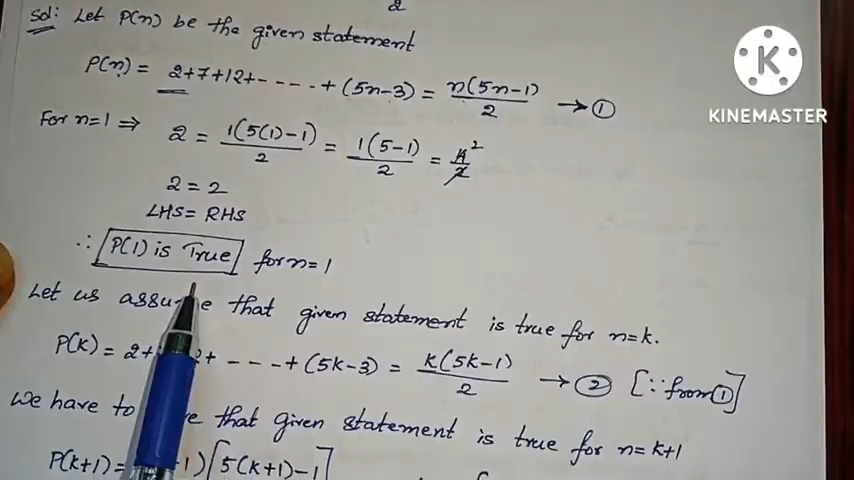 2
Sol: Let P(n) be the given statement
P(n) = 2+7+12+- - - - + (5n-3) = n(5n-1)/2 → ①
For n=1 ⇒ 2 = 1(5(1)-1)/2 = 1(5-1)/2 = 4/2 2
2 = 2
LHS = RHS
∴ P(1) is True for n=1
Let us assume that given statement is true for n=k.
P(k) = 2+ 2+ - - - -+ (5k-3) = k(5k-1)/2 → ② [∵ from ①]
we have to that given statement is true for n=k+1
P(k+1) = 1) [5(k+1)-1]
K
KINEMASTER